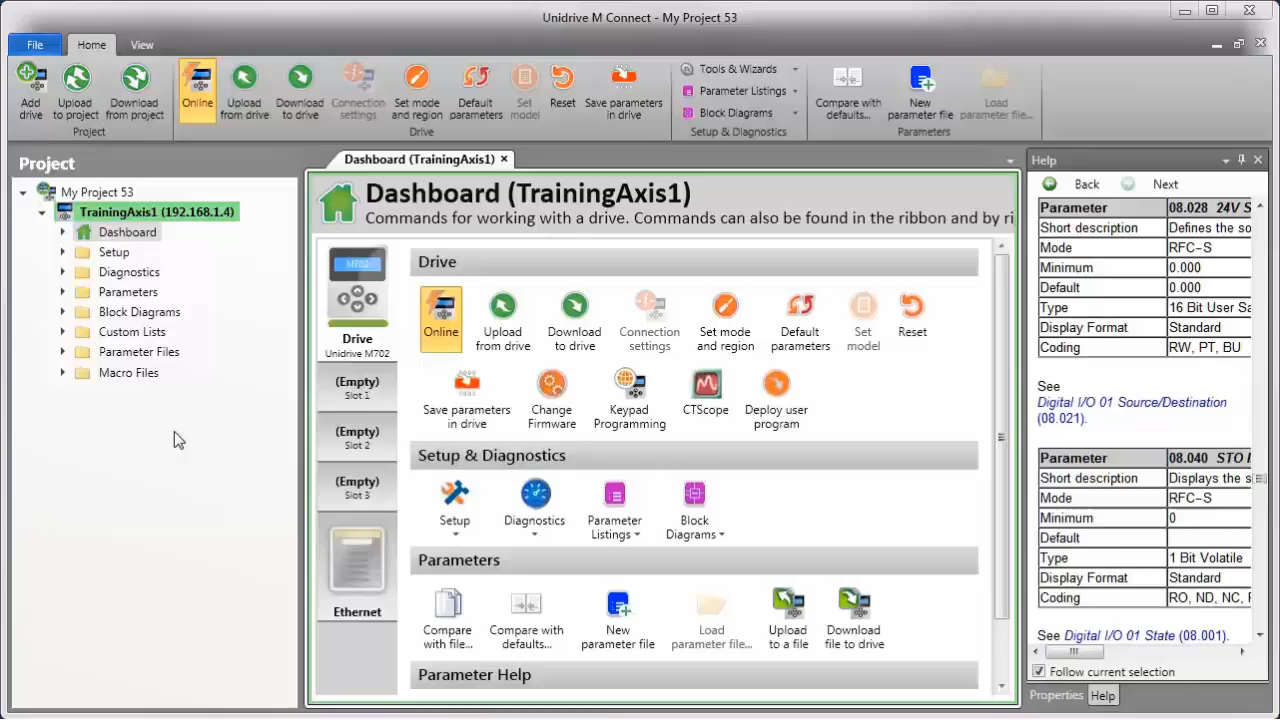 Unidrive M Connect - My Project 53
File
Home
View
Add
drive
Upload
to project
Download
from project
Project
Online
Upload
from drive
Download
to drive
Connection
settings
Set mode
and region
Default
parameters
Set
model
Reset
Save parameters
in drive
Drive
Tools & Wizards
Parameter Listings
Block Diagrams
Setup & Diagnostics
Compare with
defaults...
New
parameter file
Load
parameter file...
Parameters
Project
My Project 53
TrainingAxis1 (192.168.1.4)
Dashboard
Setup
Diagnostics
Parameters
Block Diagrams
Custom Lists
Parameter Files
Macro Files
Dashboard (TrainingAxis1)
Dashboard (TrainingAxis1)
Commands for working with a drive. Commands can also be found in the ribbon and by ri
M702
Drive
Unidrive M702
(Empty)
Slot 1
(Empty)
Slot 2
(Empty)
Slot 3
Ethernet
Drive
Online
Upload
from drive
Download
to drive
Connection
settings
Set mode
and region
Default
parameters
Set
model
Reset
Save parameters
in drive
Change
Firmware
Keypad
Programming
CTScope
Deploy user
program
Setup & Diagnostics
Setup
Diagnostics
Parameter
Listings
Block
Diagrams
Parameters
Compare
with file...
Compare with
defaults...
New
parameter file
Load
parameter file...
Upload
to a file
Download
file to drive
Parameter Help
Help
Back
Next
Parameter 08.028 24V S
Short description Defines the so
Mode RFC-S
Minimum 0.000
Default 0.000
Type 16 Bit User Sa
Display Format Standard
Coding RW, PT, BU
See
Digital I/O 01 Source/Destination
(08.021).
Parameter 08.040 STO
Short description Displays the s
Mode RFC-S
Minimum 0
Default
Type 1 Bit Volatile
Display Format Standard
Coding RO, ND, NC,
See Digital I/O 01 State (08.001).
Follow current selection
Properties
Help